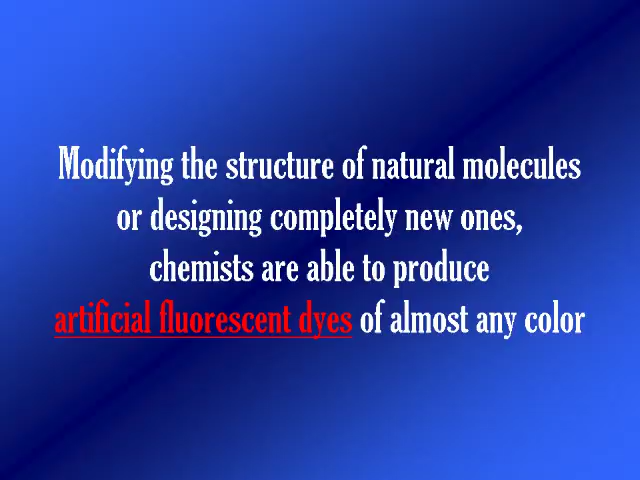 Modifying the structure of natural molecules
or designing completely new ones,
chemists are able to produce
artificial fluorescent dyes of almost any color